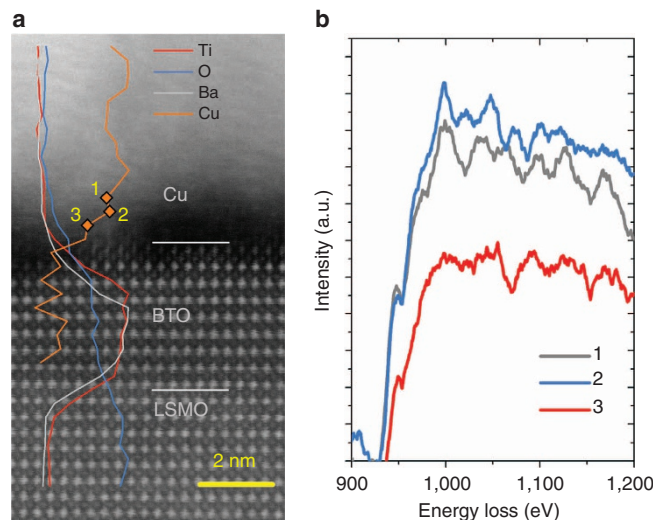 a
Ti
O
Ba
Cu
1
2
3
Cu
BTO
LSMO
2 nm
b
Intensity (a.u.)
1
2
3
900 1,000 1,100 1,200
Energy loss (eV)